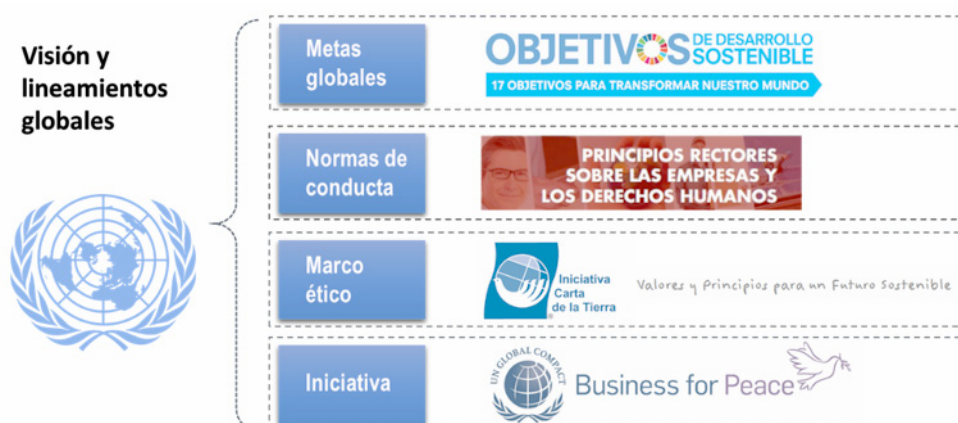 Visión y
lineamientos
globales
Metas
globales
OBJETIVOS DE DESARROLLO
SOSTENIBLE
17 OBJETIVOS PARA TRANSFORMAR NUESTRO MUNDO
Normas de
conducta
PRINCIPIOS RECTORES
SOBRE LAS EMPRESAS Y
LOS DERECHOS HUMANOS
Marco
ético
Iniciativa
Carta
de la Tierra
Valores y Principios para un Futuro Sostenible
Iniciativa
UN GLOBAL COMPACT
Business for Peace